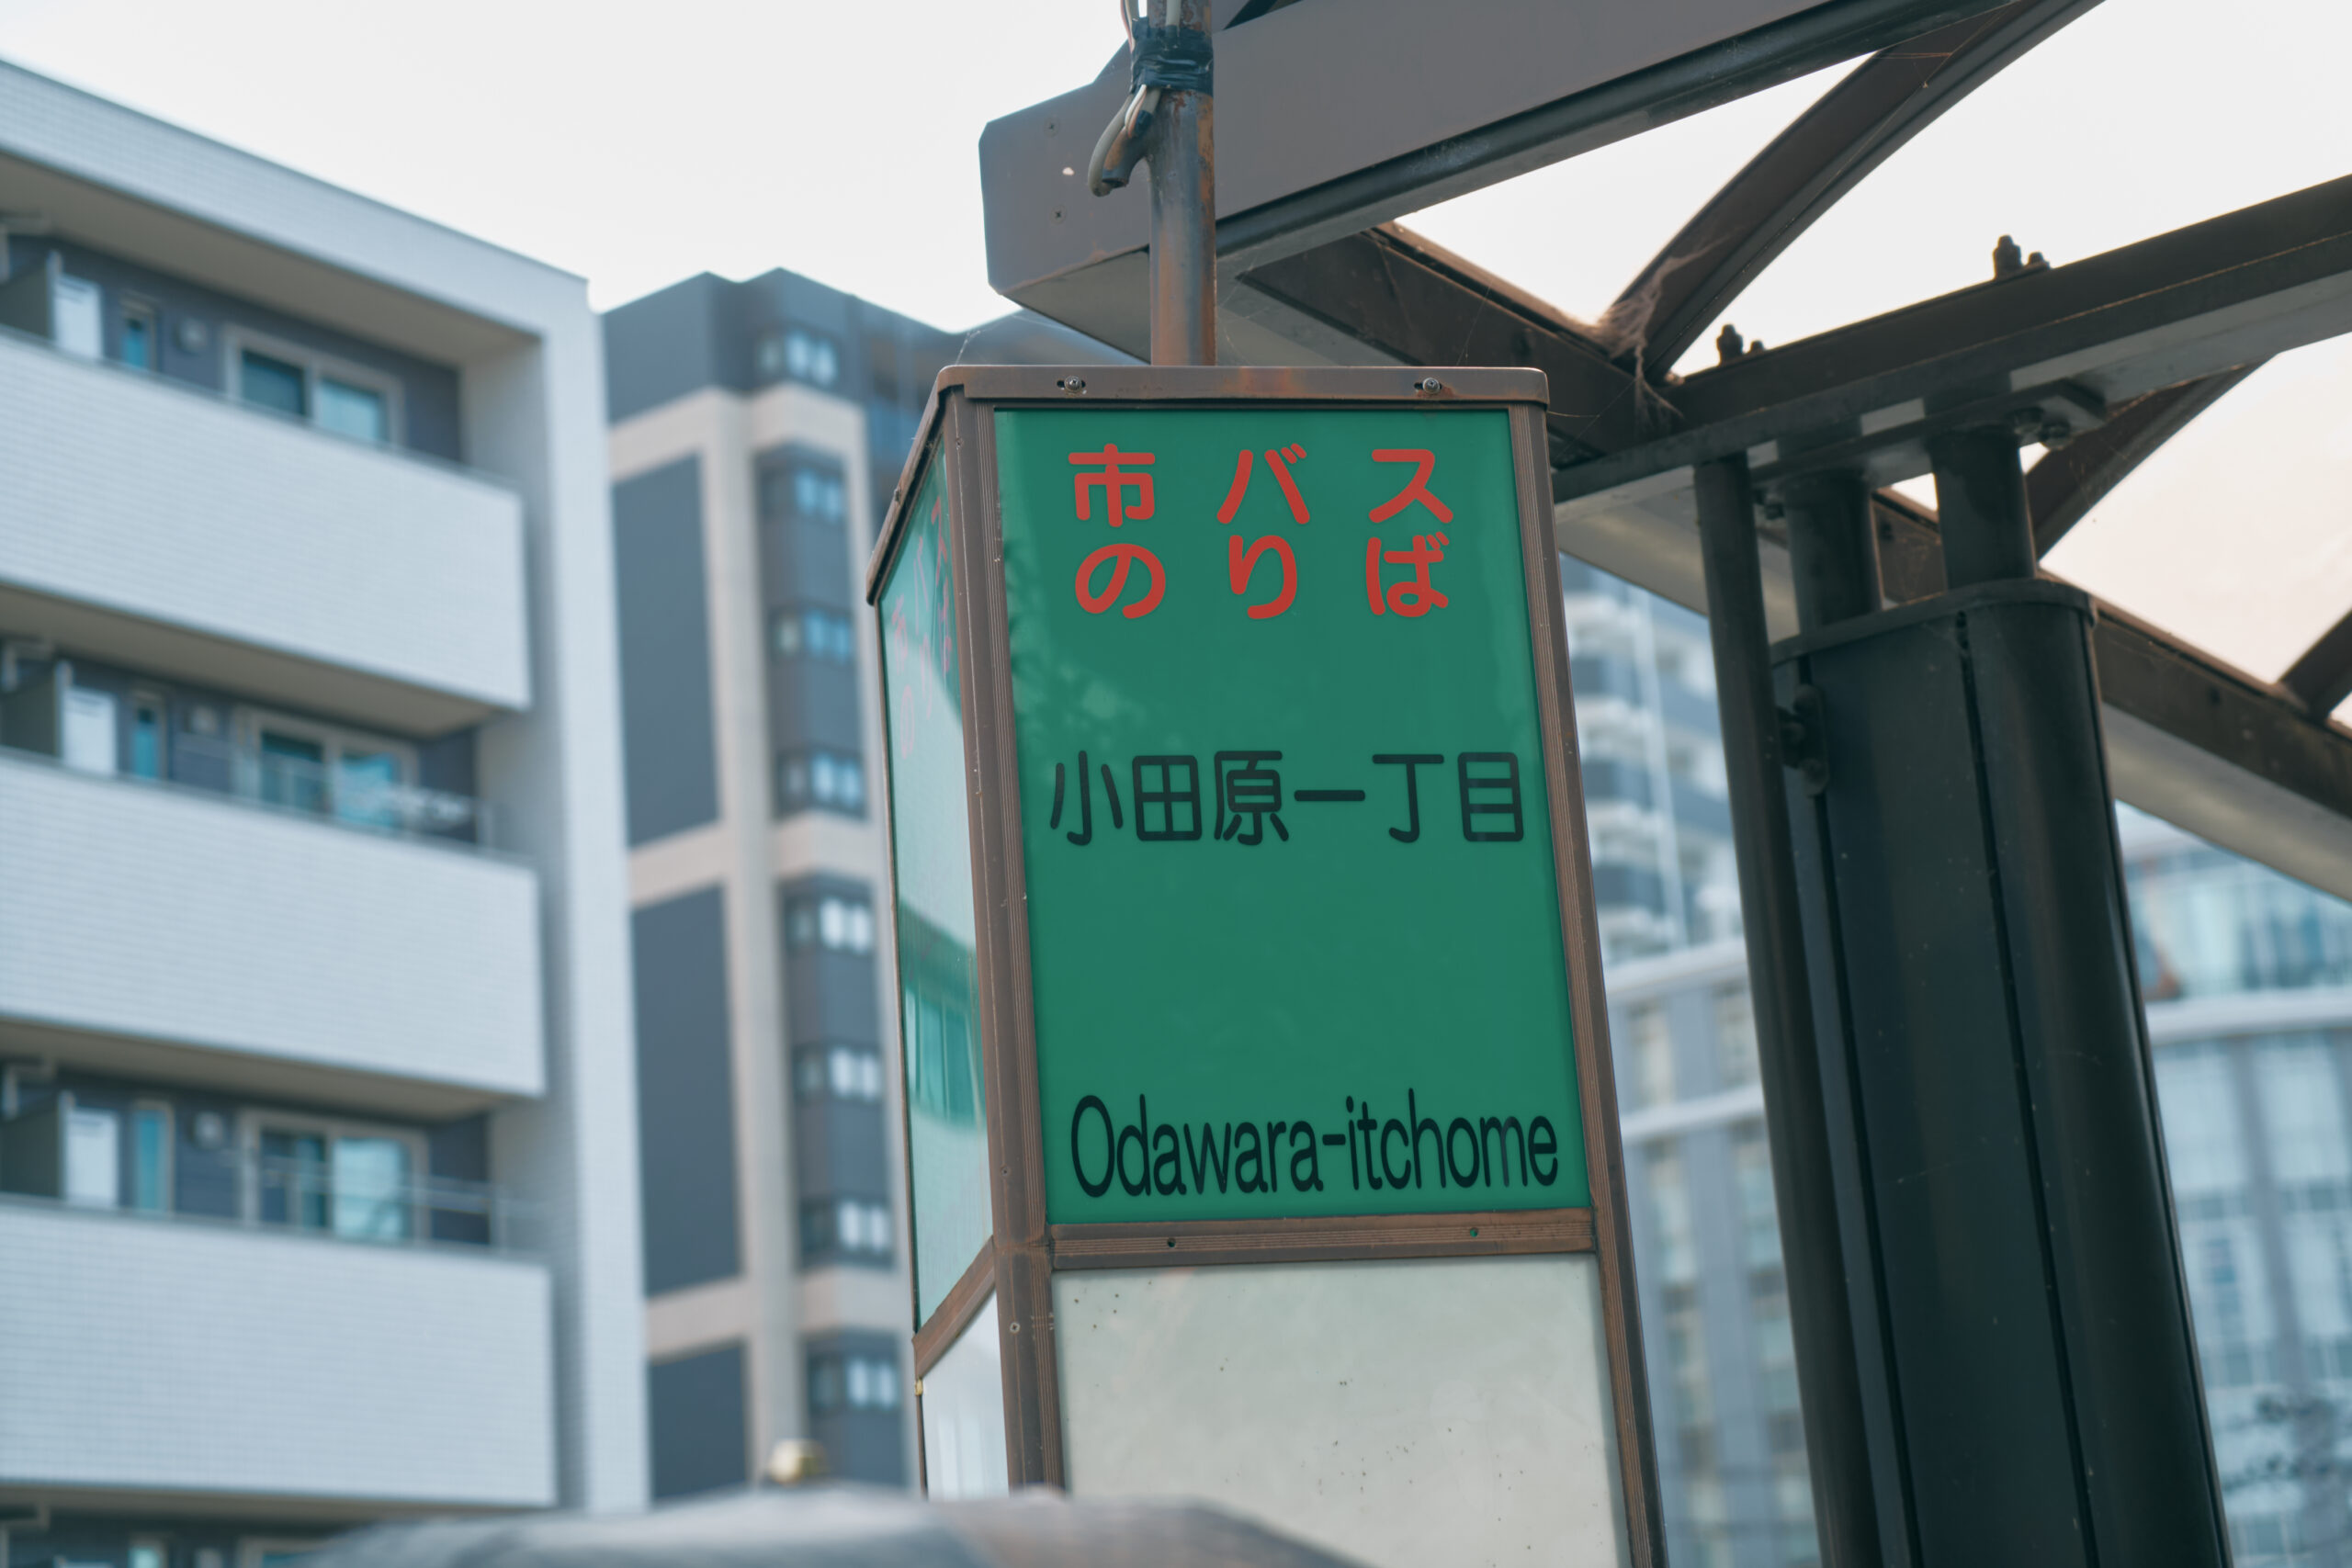 市バス
のりば
小田原一丁目
Odawara-itchome